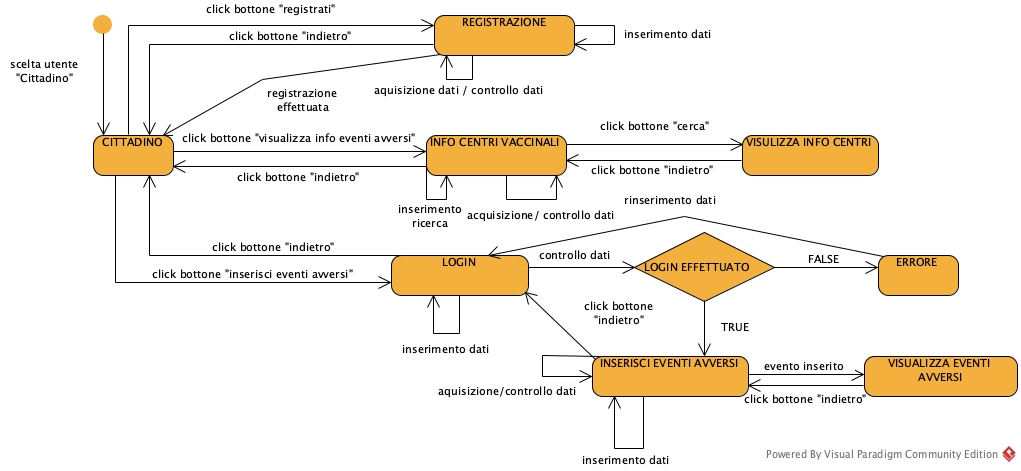 click bottone "registrati"
REGISTRAZIONE
click bottone "indietro"
inserimento dati
scelta utente
"Cittadino"
aquisizione dati / controllo dati
registrazione
effettuata
CITTADINO
click bottone "visualizza info eventi avversi"
INFO CENTRI VACCINALI
click bottone "cerca"
VISULIZZA INFO CENTRI
click bottone "indietro"
click bottone "indietro"
inserimento
ricerca
acquisizione/ controllo dati
rinserimento dati
click bottone "indietro"
LOGIN
controllo dati
LOGIN EFFETTUATO
FALSE
ERRORE
click bottone "inserisci eventi avversi"
click bottone
"indietro"
TRUE
inserimento dati
INSERISCI EVENTI AVVERSI
evento inserito
VISUALIZZA EVENTI
AVVERSI
aquisizione/controllo dati
click bottone "indietro"
inserimento dati
Powered By Visual Paradigm Community Edition